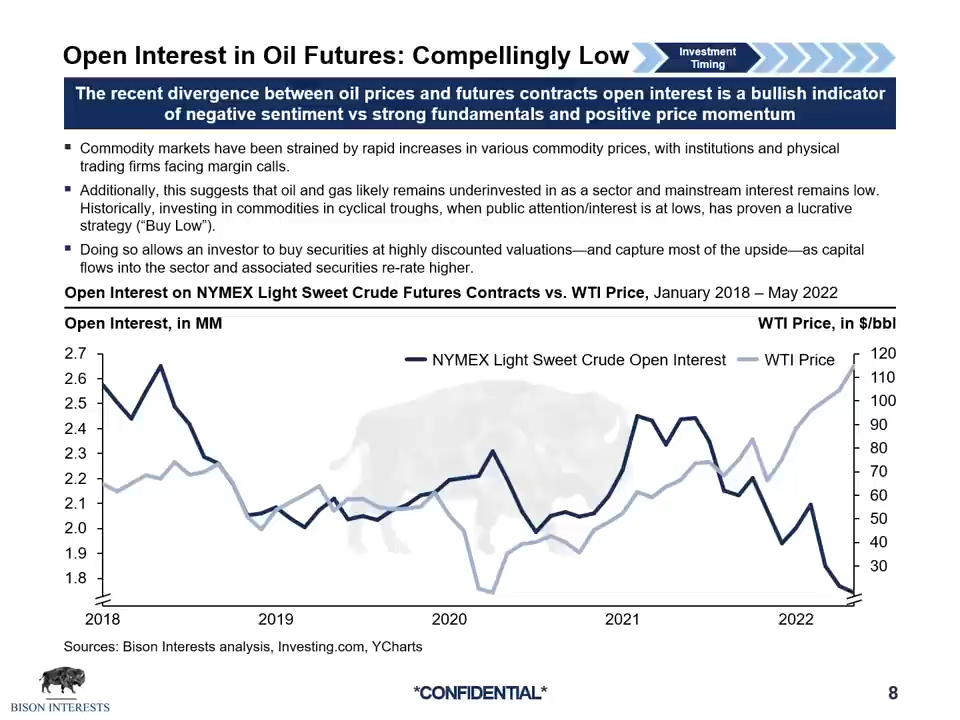 Open Interest in Oil Futures: Compellingly Low
Investment
Timing
The recent divergence between oil prices and futures contracts open interest is a bullish indicator
of negative sentiment vs strong fundamentals and positive price momentum
▪ Commodity markets have been strained by rapid increases in various commodity prices, with institutions and physical
trading firms facing margin calls.
▪ Additionally, this suggests that oil and gas likely remains underinvested in as a sector and mainstream interest remains low.
Historically, investing in commodities in cyclical troughs, when public attention/interest is at lows, has proven a lucrative
strategy (“Buy Low”).
▪ Doing so allows an investor to buy securities at highly discounted valuations—and capture most of the upside—as capital
flows into the sector and associated securities re-rate higher.
Open Interest on NYMEX Light Sweet Crude Futures Contracts vs. WTI Price, January 2018 – May 2022
Open Interest, in MM
WTI Price, in $/bbl
NYMEX Light Sweet Crude Open Interest
WTI Price
2.7
2.6
2.5
2.4
2.3
2.2
2.1
2.0
1.9
1.8
120
110
100
90
80
70
60
50
40
30
2018 2019 2020 2021 2022
Sources: Bison Interests analysis, Investing.com, YCharts
BISON INTERESTS
*CONFIDENTIAL*
8